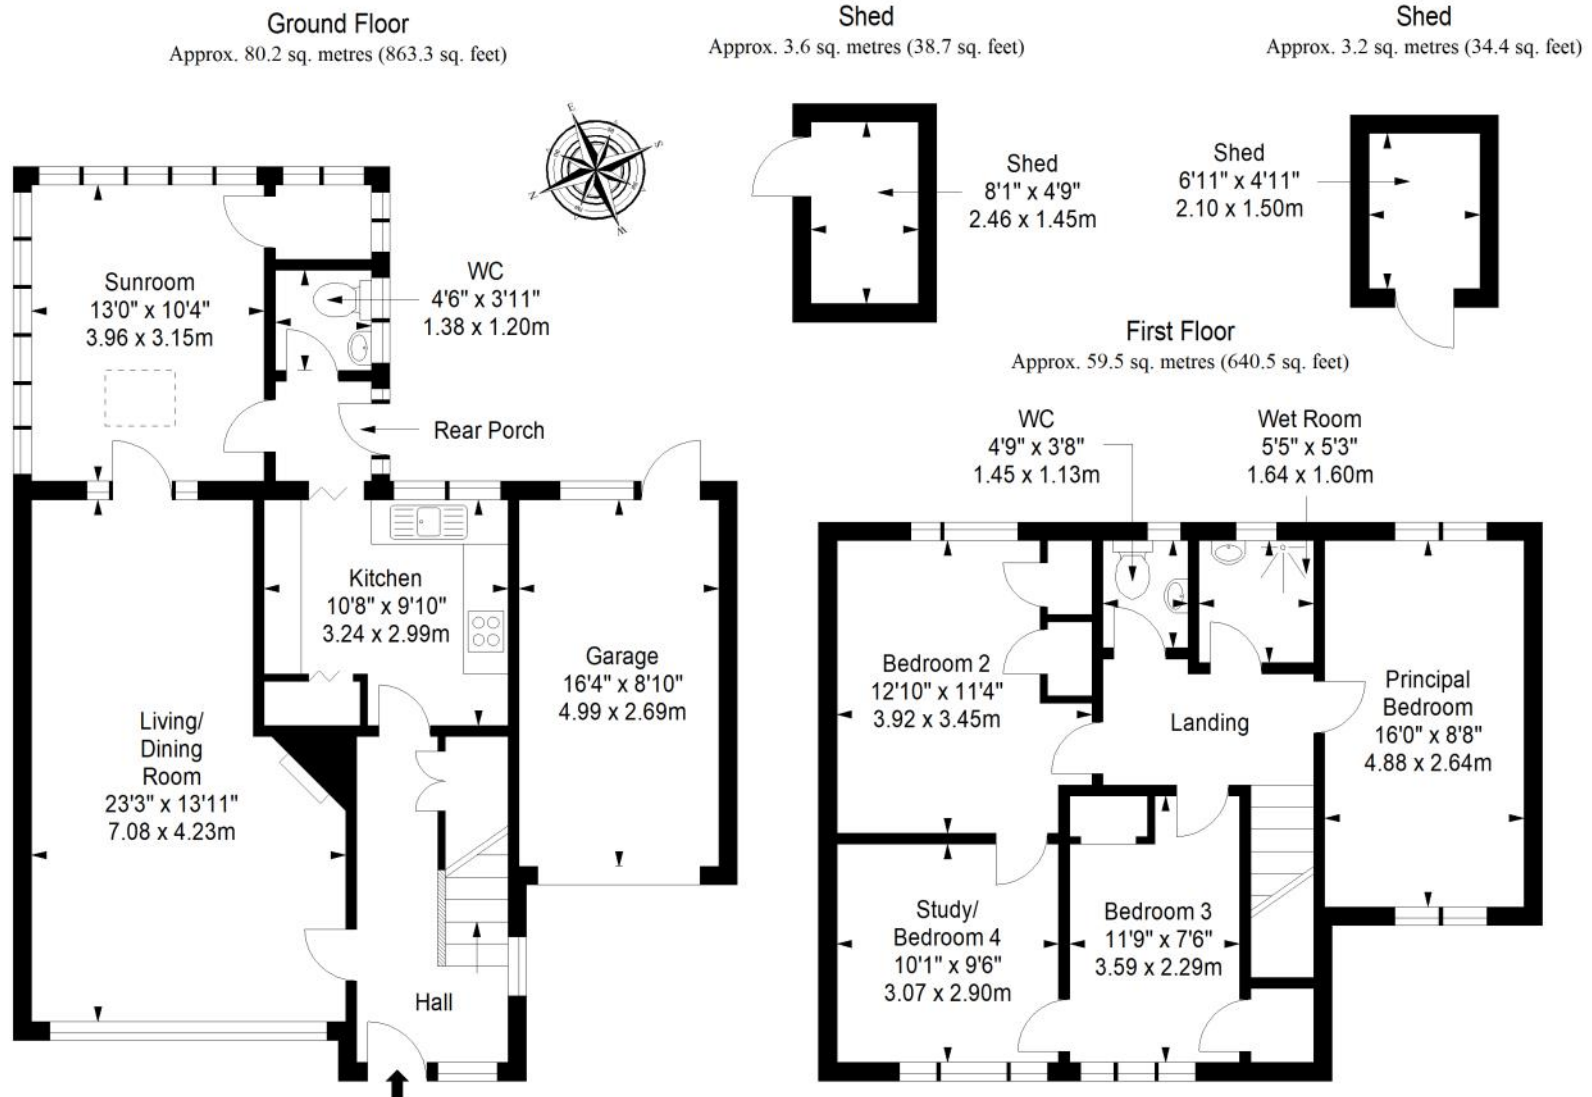 Ground Floor
Approx. 80.2 sq. metres (863.3 sq. feet)
Shed
Approx. 3.6 sq. metres (38.7 sq. feet)
Shed
Approx. 3.2 sq. metres (34.4 sq. feet)
E
S
N
W
Shed
8'1" x 4'9"
2.46 x 1.45m
Shed
6'11" x 4'11"
2.10 x 1.50m
Sunroom
13'0" x 10'4"
3.96 x 3.15m
WC
4'6" x 3'11"
1.38 x 1.20m
Rear Porch
Kitchen
10'8" x 9'10"
3.24 x 2.99m
Garage
16'4" x 8'10"
4.99 x 2.69m
Living/
Dining
Room
23'3" x 13'11"
7.08 x 4.23m
Hall
First Floor
Approx. 59.5 sq. metres (640.5 sq. feet)
WC
4'9" x 3'8"
1.45 x 1.13m
Wet Room
5'5" x 5'3"
1.64 x 1.60m
Bedroom 2
12'10" x 11'4"
3.92 x 3.45m
Landing
Principal
Bedroom
16'0" x 8'8"
4.88 x 2.64m
Study/
Bedroom 4
10'1" x 9'6"
3.07 x 2.90m
Bedroom 3
11'9" x 7'6"
3.59 x 2.29m